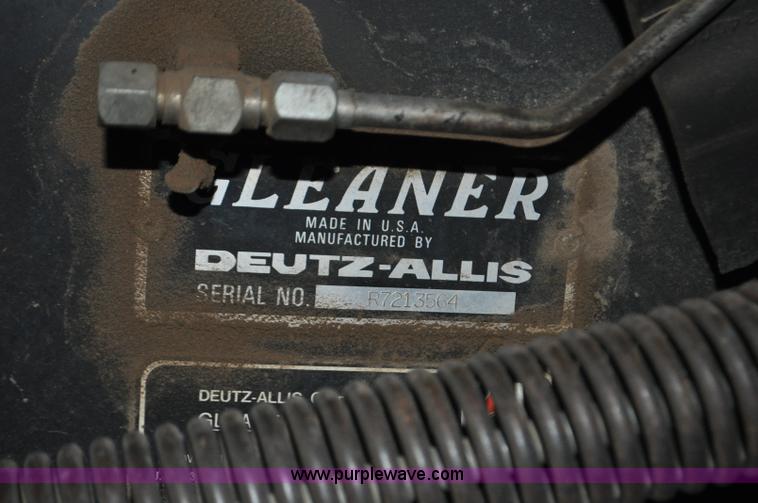 GLEANER
MADE IN U.S.A.
MANUFACTURED BY
DEUTZ-ALLIS
SERIAL NO. R7213564
DEUTZ-ALLIS
www.purplewave.com